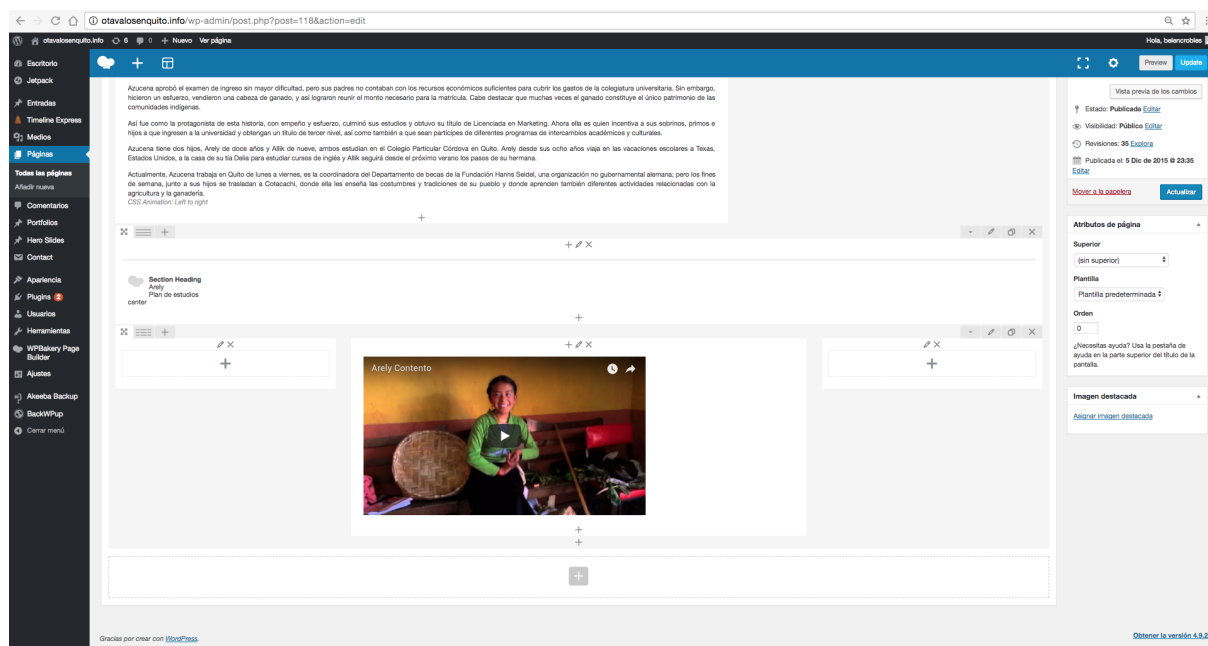 otavalosenquito.info/wp-admin/post.php?post=118&action=edit
otavalosenquito.info 6 0 + Nuevo Ver página Hola, belencrobles
Preview Update
Escritorio
Jetpack
Entradas
Timeline Express
Medios
Páginas
Todas las páginas
Añadir nueva
Comentarios
Portfolios
Hero Slides
Contact
Apariencia
Plugins 2
Usuarios
Herramientas
WPBakery Page
Builder
Ajustes
Akeeba Backup
BackWPup
Cerrar menú
Azucena aprobó el examen de ingreso sin mayor dificultad, pero sus padres no contaban con los recursos económicos suficientes para cubrir los gastos de la colegiatura universitaria. Sin embargo,
hicieron un esfuerzo, vendieron una cabeza de ganado, y así lograron reunir el monto necesario para la matrícula. Cabe destacar que muchas veces el ganado constituye el único patrimonio de las
comunidades indígenas.
Así fue como la protagonista de esta historia, con empeño y esfuerzo, culminó sus estudios y obtuvo su título de Licenciada en Marketing. Ahora ella es quien incentiva a sus sobrinos, primos e
hijos a que ingresen a la universidad y obtengan un título de tercer nivel, así como también a que sean partícipes de diferentes programas de intercambios académicos y culturales.
Azucena tiene dos hijos, Arely de doce años y Allik de nueve, ambos estudian en el Colegio Particular Córdova en Quito. Arely desde sus ocho años viaja en las vacaciones escolares a Texas,
Estados Unidos, a la casa de su tía Delia para estudiar cursos de inglés y Allik seguirá desde el próximo verano los pasos de su hermana.
Actualmente, Azucena trabaja en Quito de lunes a viernes, es la coordinadora del Departamento de becas de la Fundación Hanns Seidel, una organización no gubernamental alemana; pero los fines
de semana, junto a sus hijos se trasladan a Cotacachi, donde ella les enseña las costumbres y tradiciones de su pueblo y donde aprenden también diferentes actividades relacionadas con la
agricultura y la ganadería.
CSS Animation: Left to right
Section Heading
Arely
Plan de estudios
center
Arely Contento
Vista previa de los cambios
Estado: Publicada Editar
Visibilidad: Público Editar
Revisiones: 35 Explora
Publicada el: 5 Dic de 2015 @ 23:35
Editar
Mover a la papelera Actualizar
Atributos de página
Superior
(sin superior)
Plantilla
Plantilla predeterminada
Orden
0
¿Necesitas ayuda? Usa la pestaña de
ayuda en la parte superior del título de la
pantalla.
Imagen destacada
Asignar imagen destacada
Gracias por crear con WordPress.
Obtener la versión 4.9.2